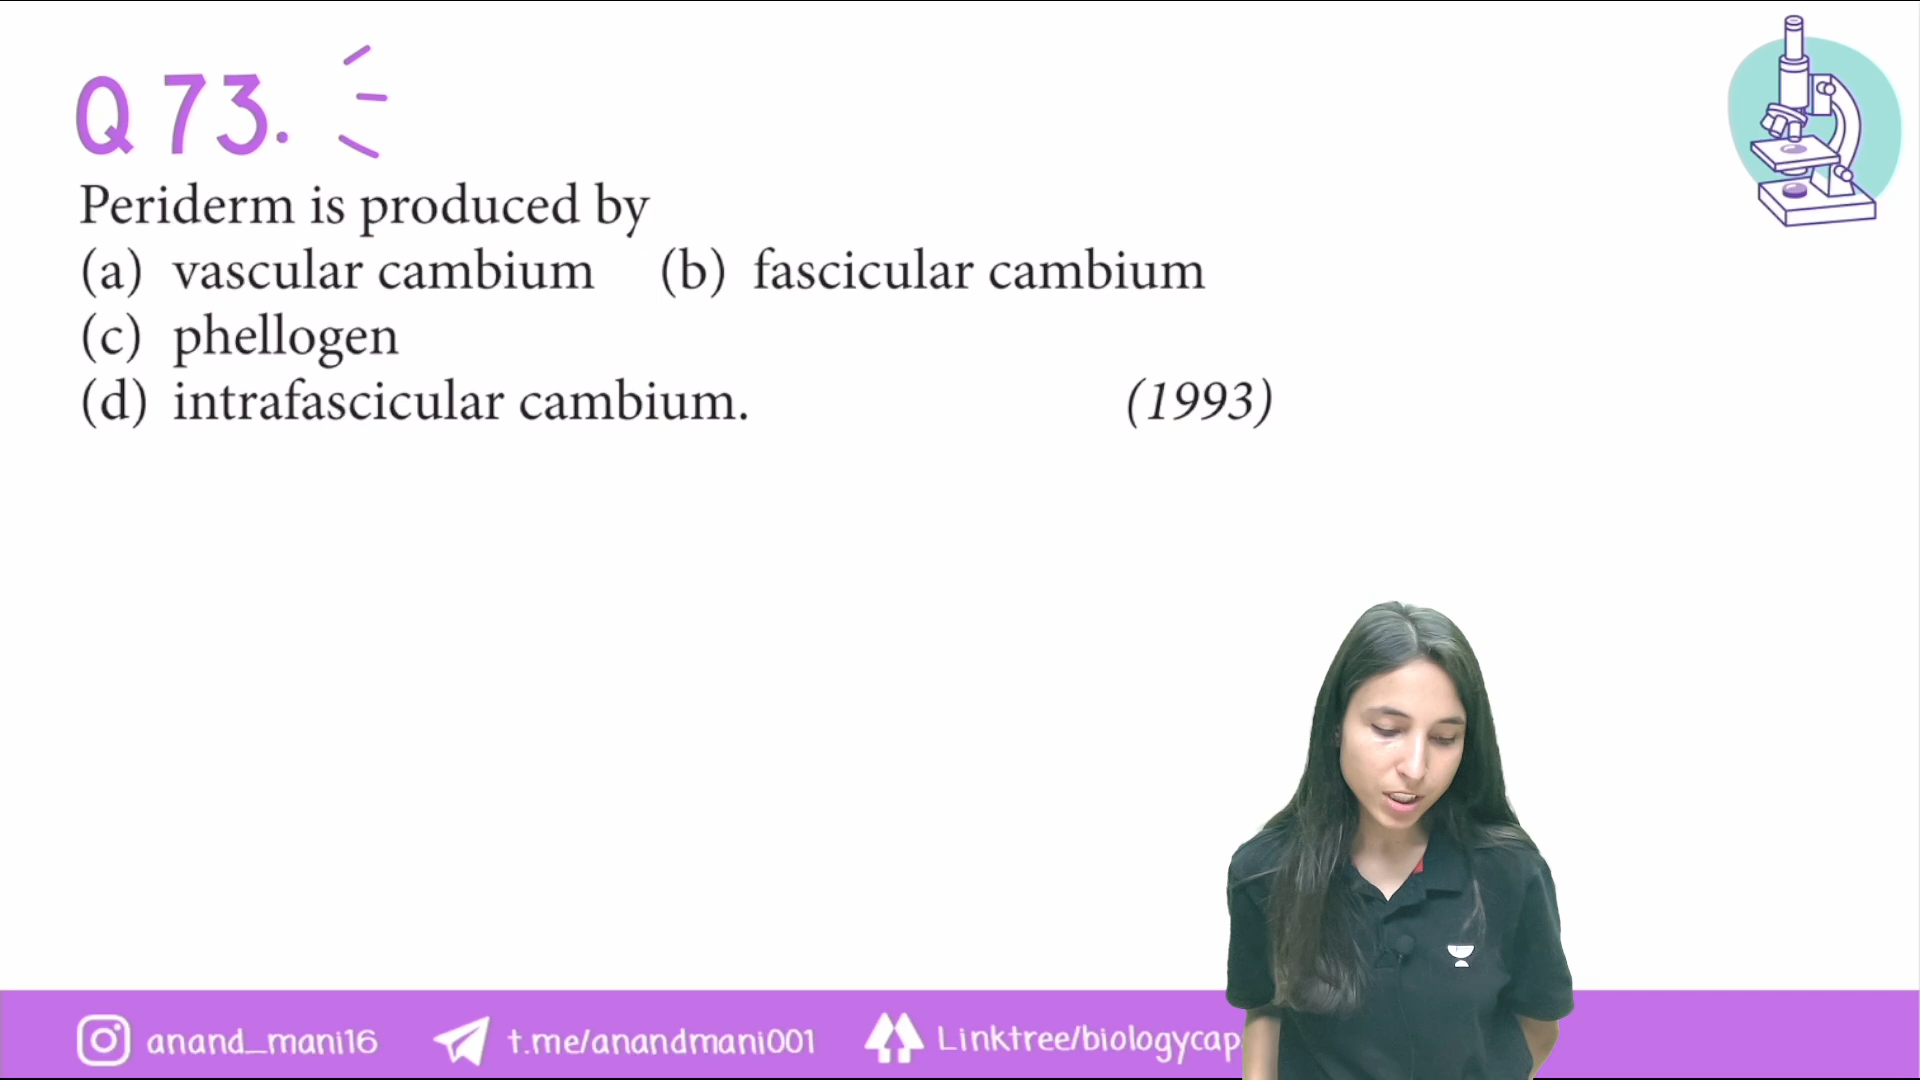 Q 73.
Periderm is produced by
(a) vascular cambium (b) fascicular cambium
(c) phellogen
(d) intrafascicular cambium. (1993)
anand_mani16 t.me/anandmani001 Linktree/biologycap